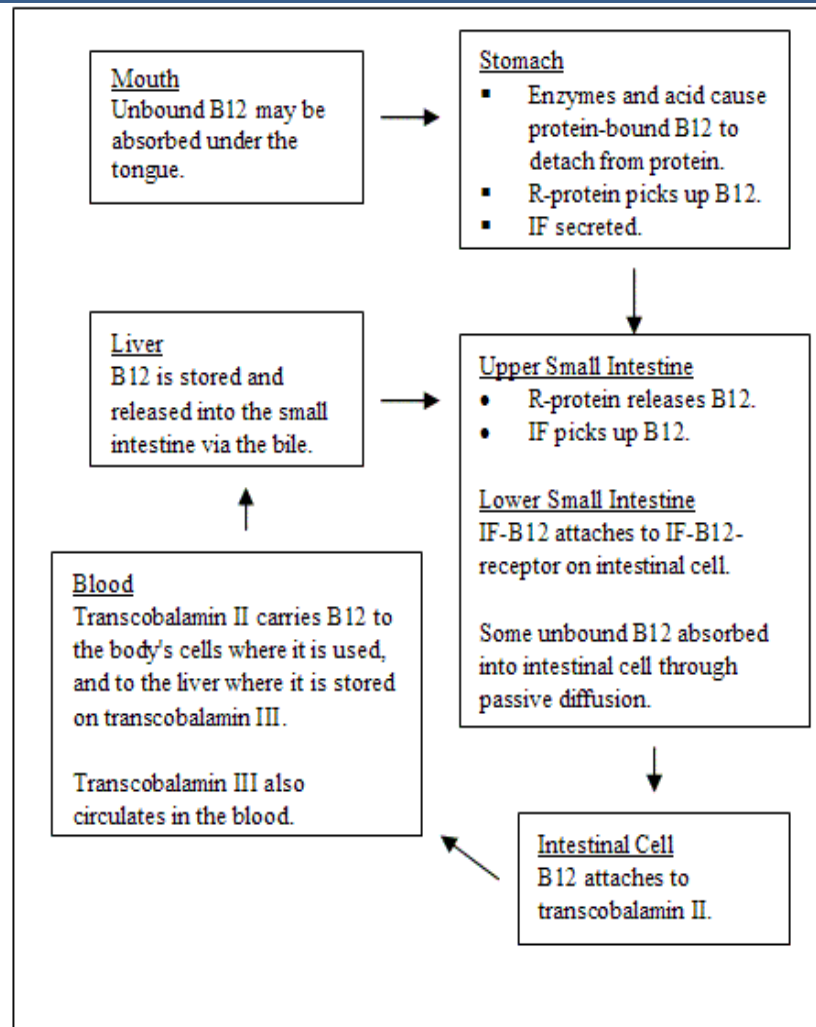 Mouth
Unbound B12 may be
absorbed under the
tongue.
Stomach
▪ Enzymes and acid cause
protein-bound B12 to
detach from protein.
▪ R-protein picks up B12.
▪ IF secreted.
Liver
B12 is stored and
released into the small
intestine via the bile.
Upper Small Intestine
● R-protein releases B12.
● IF picks up B12.
Lower Small Intestine
IF-B12 attaches to IF-B12-
receptor on intestinal cell.
Some unbound B12 absorbed
into intestinal cell through
passive diffusion.
Blood
Transcobalamin II carries B12 to
the body's cells where it is used,
and to the liver where it is stored
on transcobalamin III.
Transcobalamin III also
circulates in the blood.
Intestinal Cell
B12 attaches to
transcobalamin II.